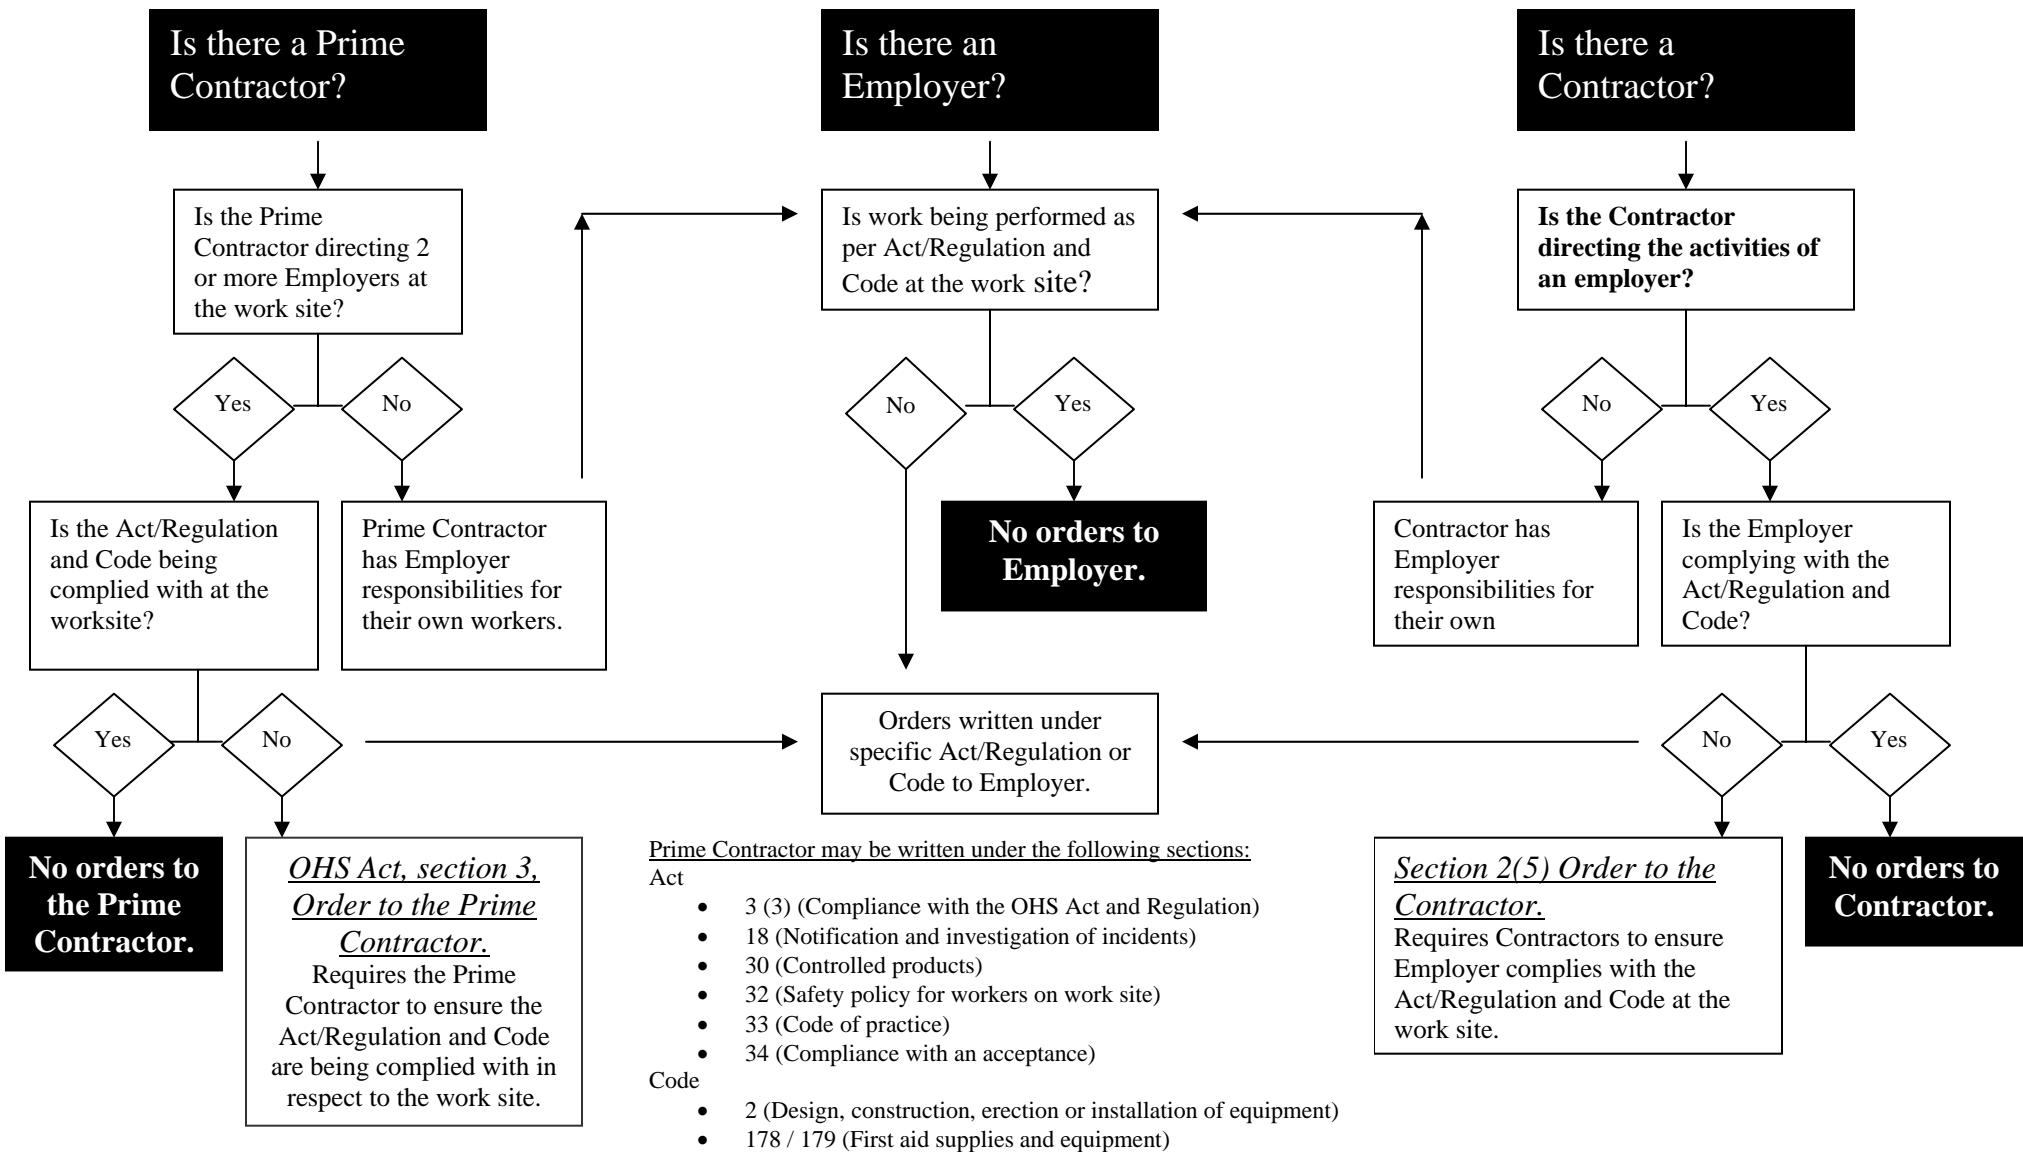 Is there a Prime
Contractor?
Is there an
Employer?
Is there a
Contractor?
Is the Prime
Contractor directing 2
or more Employers at
the work site?
Is work being performed as
per Act/Regulation and
Code at the work site?
Is the Contractor
directing the activities of
an employer?
Yes
No
No
Yes
No
Yes
Is the Act/Regulation
and Code being
complied with at the
worksite?
Prime Contractor
has Employer
responsibilities for
their own workers.
No orders to
Employer.
Contractor has
Employer
responsibilities for
their own
Is the Employer
complying with the
Act/Regulation and
Code?
Yes
No
Orders written under
specific Act/Regulation or
Code to Employer.
No
Yes
No orders to
the Prime
Contractor.
OHS Act, section 3,
Order to the Prime
Contractor.
Requires the Prime
Contractor to ensure the
Act/Regulation and Code
are being complied with in
respect to the work site.
Prime Contractor may be written under the following sections:
Act
• 3 (3) (Compliance with the OHS Act and Regulation)
• 18 (Notification and investigation of incidents)
• 30 (Controlled products)
• 32 (Safety policy for workers on work site)
• 33 (Code of practice)
• 34 (Compliance with an acceptance)
Code
• 2 (Design, construction, erection or installation of equipment)
• 178 / 179 (First aid supplies and equipment)
Section 2(5) Order to the
Contractor.
Requires Contractors to ensure
Employer complies with the
Act/Regulation and Code at the
work site.
No orders to
Contractor.